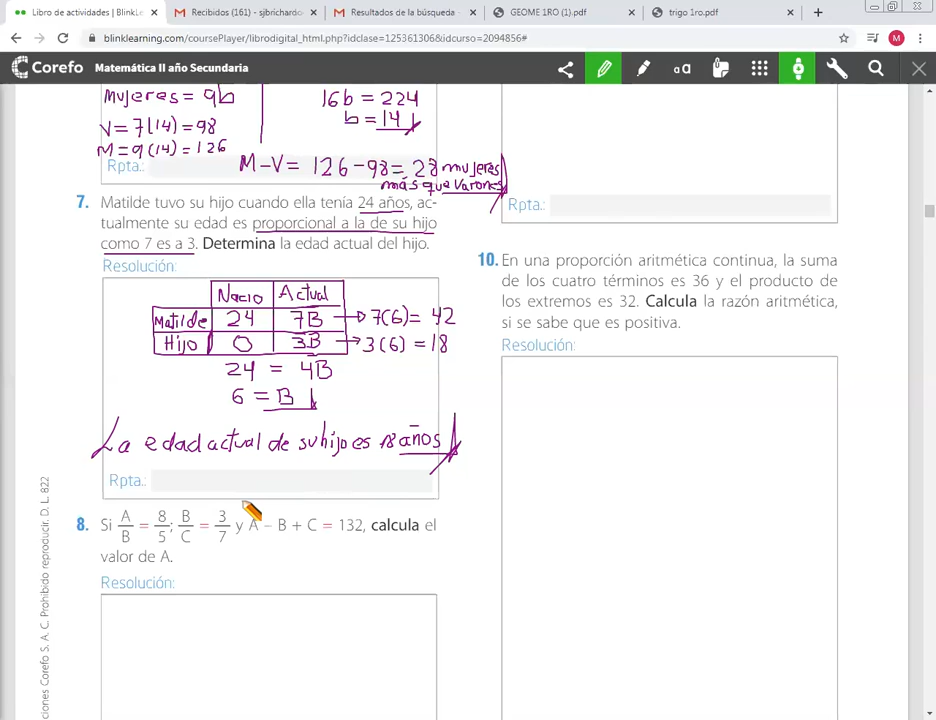 Libro de actividades | BlinkLe
Recibidos (161) - sjbrichardo
Resultados de la búsqueda -
GEOME 1RO (1).pdf
trigo 1ro.pdf
blinklearning.com/coursePlayer/librodigital_html.php?idclase=125361306&idcurso=2094856#
M
Corefo
Matemática II año Secundaria
aA
Mujeres = 9b
V = 7(14) = 98
M = 9(14) = 126
16b = 224
b = 14
Rpta.:
M-V = 126-98 = 28 mujeres
más que varones
7. Matilde tuvo su hijo cuando ella tenía 24 años, ac-
tualmente su edad es proporcional a la de su hijo
como 7 es a 3. Determina la edad actual del hijo.
Resolución:
Nacio Actual
Matilde 24 7B → 7(6) = 42
Hijo 0 3B → 3(6) = 18
24 = 4B
6 = B
La edad actual de su hijo es 18 años
Rpta.:
8. Si A/B = 8/5; B/C = 3/7 y A – B + C = 132, calcula el
valor de A.
Resolución:
Rpta.:
10. En una proporción aritmética continua, la suma
de los cuatro términos es 36 y el producto de
los extremos es 32. Calcula la razón aritmética,
si se sabe que es positiva.
Resolución:
ciones Corefo S. A. C. Prohibido reproducir. D. L. 822